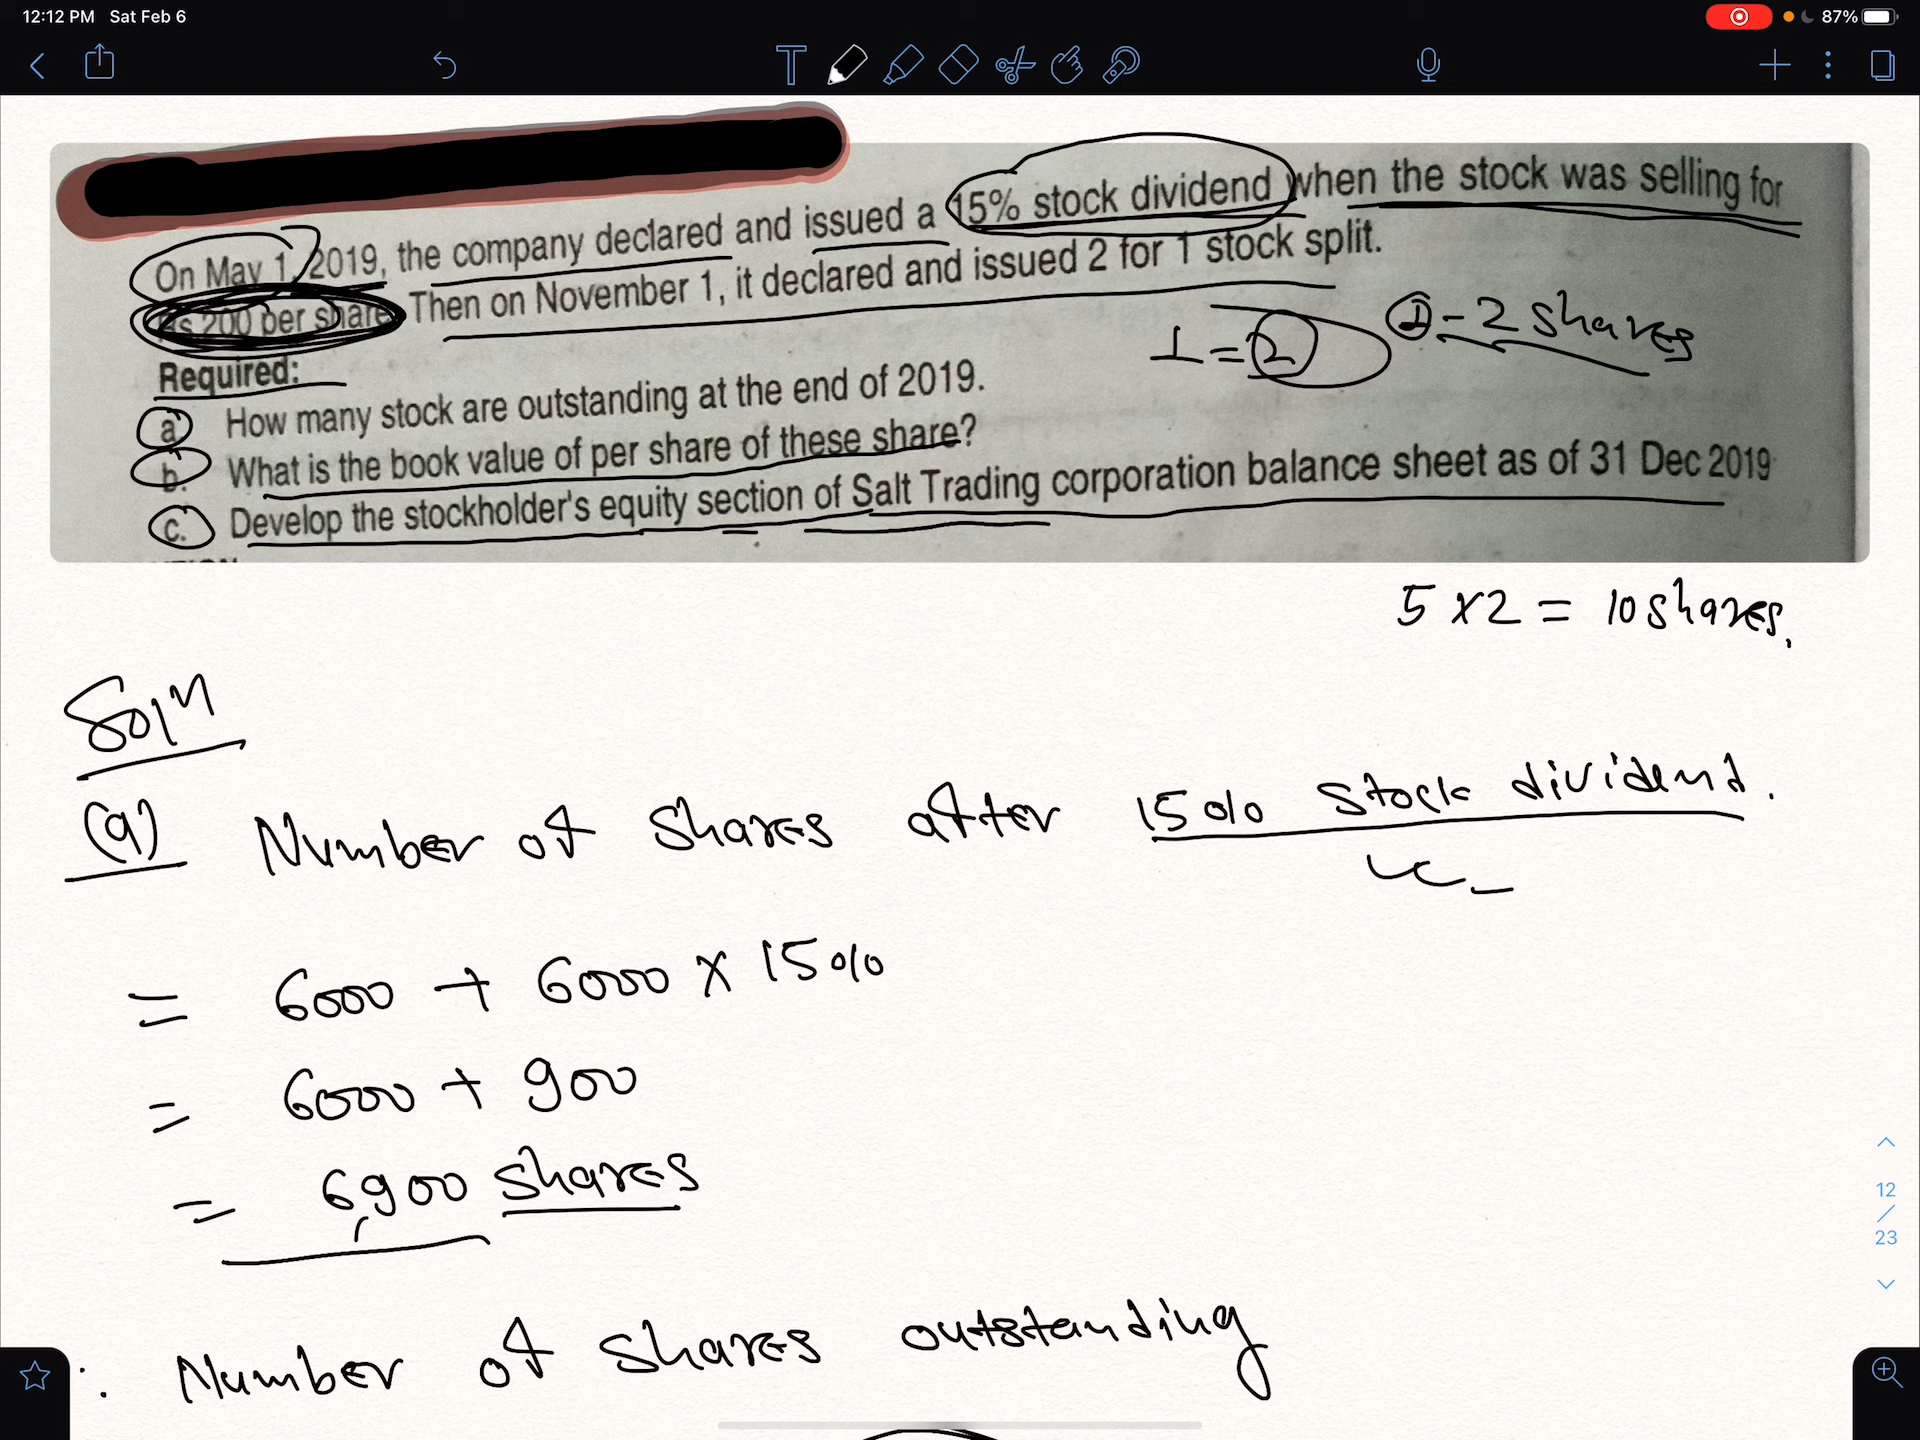 12:12 PM Sat Feb 6
87%
On May 1, 2019, the company declared and issued a 15% stock dividend when the stock was selling for
Rs 200 per share. Then on November 1, it declared and issued 2 for 1 stock split.
1 = 2
1 - 2 shares
Required:
a. How many stock are outstanding at the end of 2019.
b. What is the book value of per share of these share?
c. Develop the stockholder's equity section of Salt Trading corporation balance sheet as of 31 Dec 2019
5 x 2 = 10 shares.
Solⁿ
(a) Number of shares after 15% stock dividend.
= 6000 + 6000 x 15%
= 6000 + 900
= 6,900 shares
12
/
23
: Number of shares outstanding